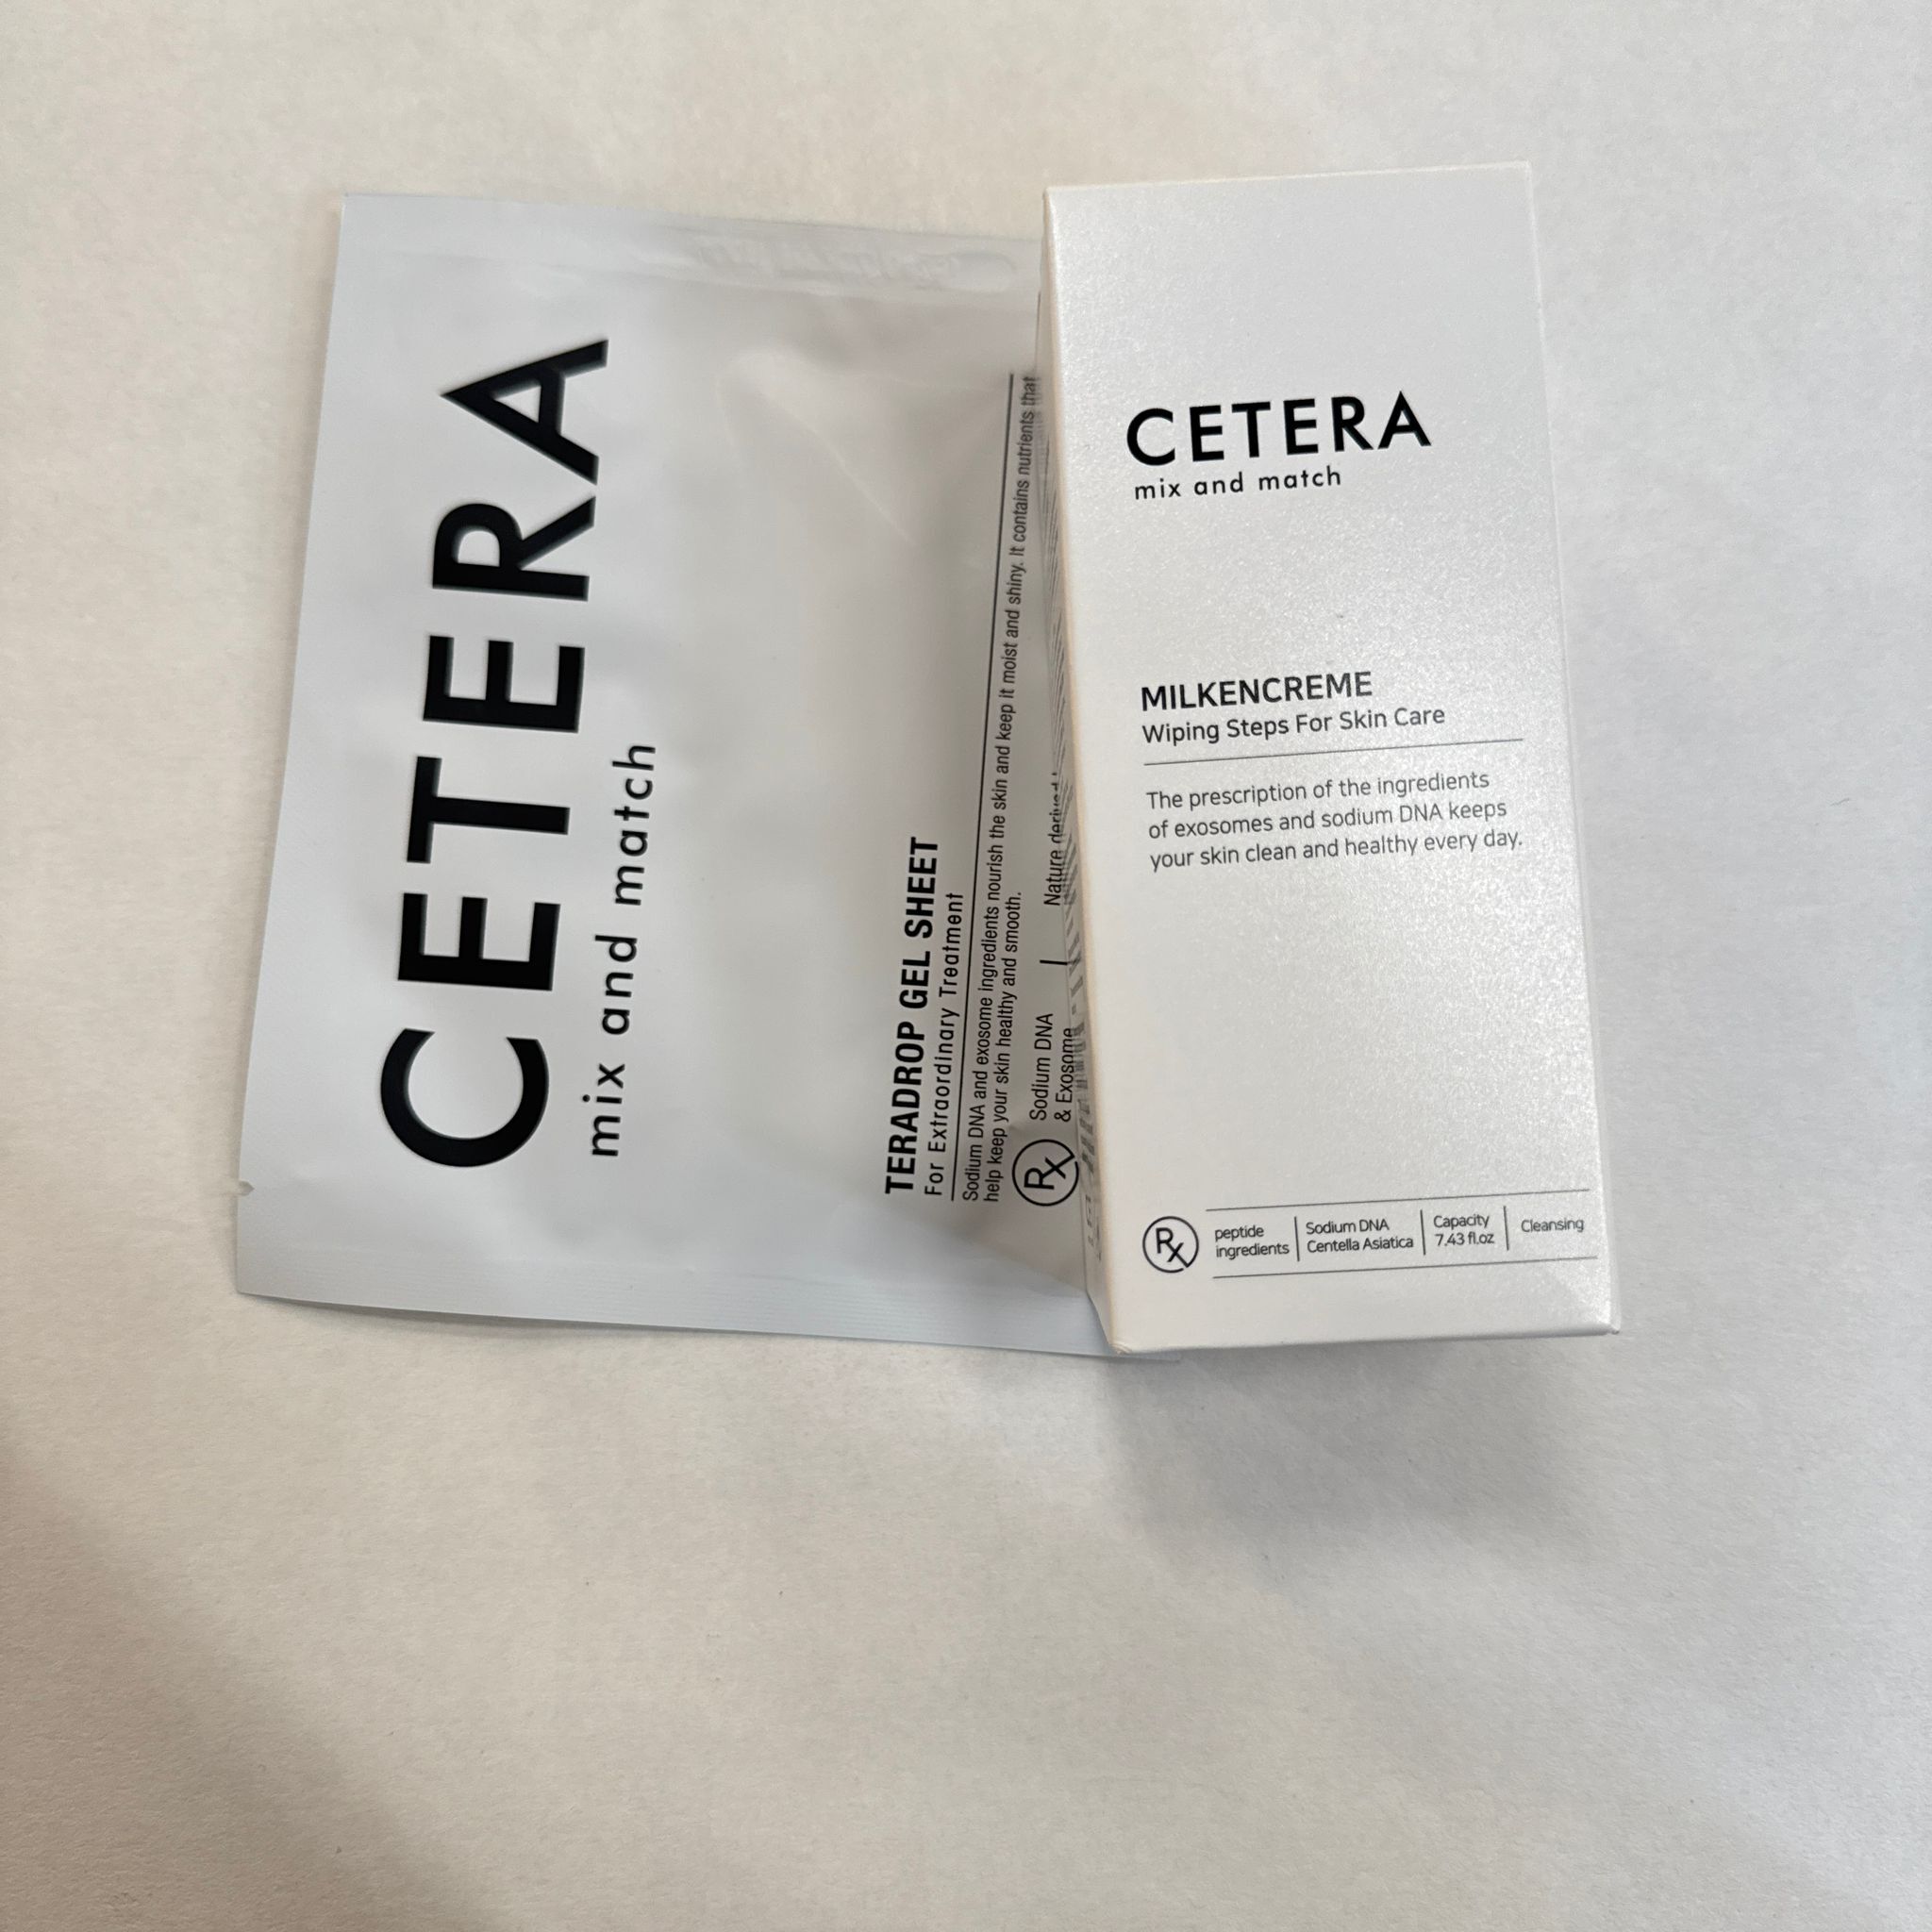 CETERA
mix and match
TERADROP GEL SHEET
For Extraordinary Treatment
Sodium DNA and exosome ingredients nourish the skin and keep it moist and shiny. It contains nutrients that
help keep your skin healthy and smooth.
Rx
Sodium DNA
& Exosome
Nature
CETERA
mix and match
MILKENCREME
Wiping Steps For Skin Care
The prescription of the ingredients
of exosomes and sodium DNA keeps
your skin clean and healthy every day.
Rx
peptide
ingredients
Sodium DNA
Centella Asiatica
Capacity
7.43 fl.oz
Cleansing